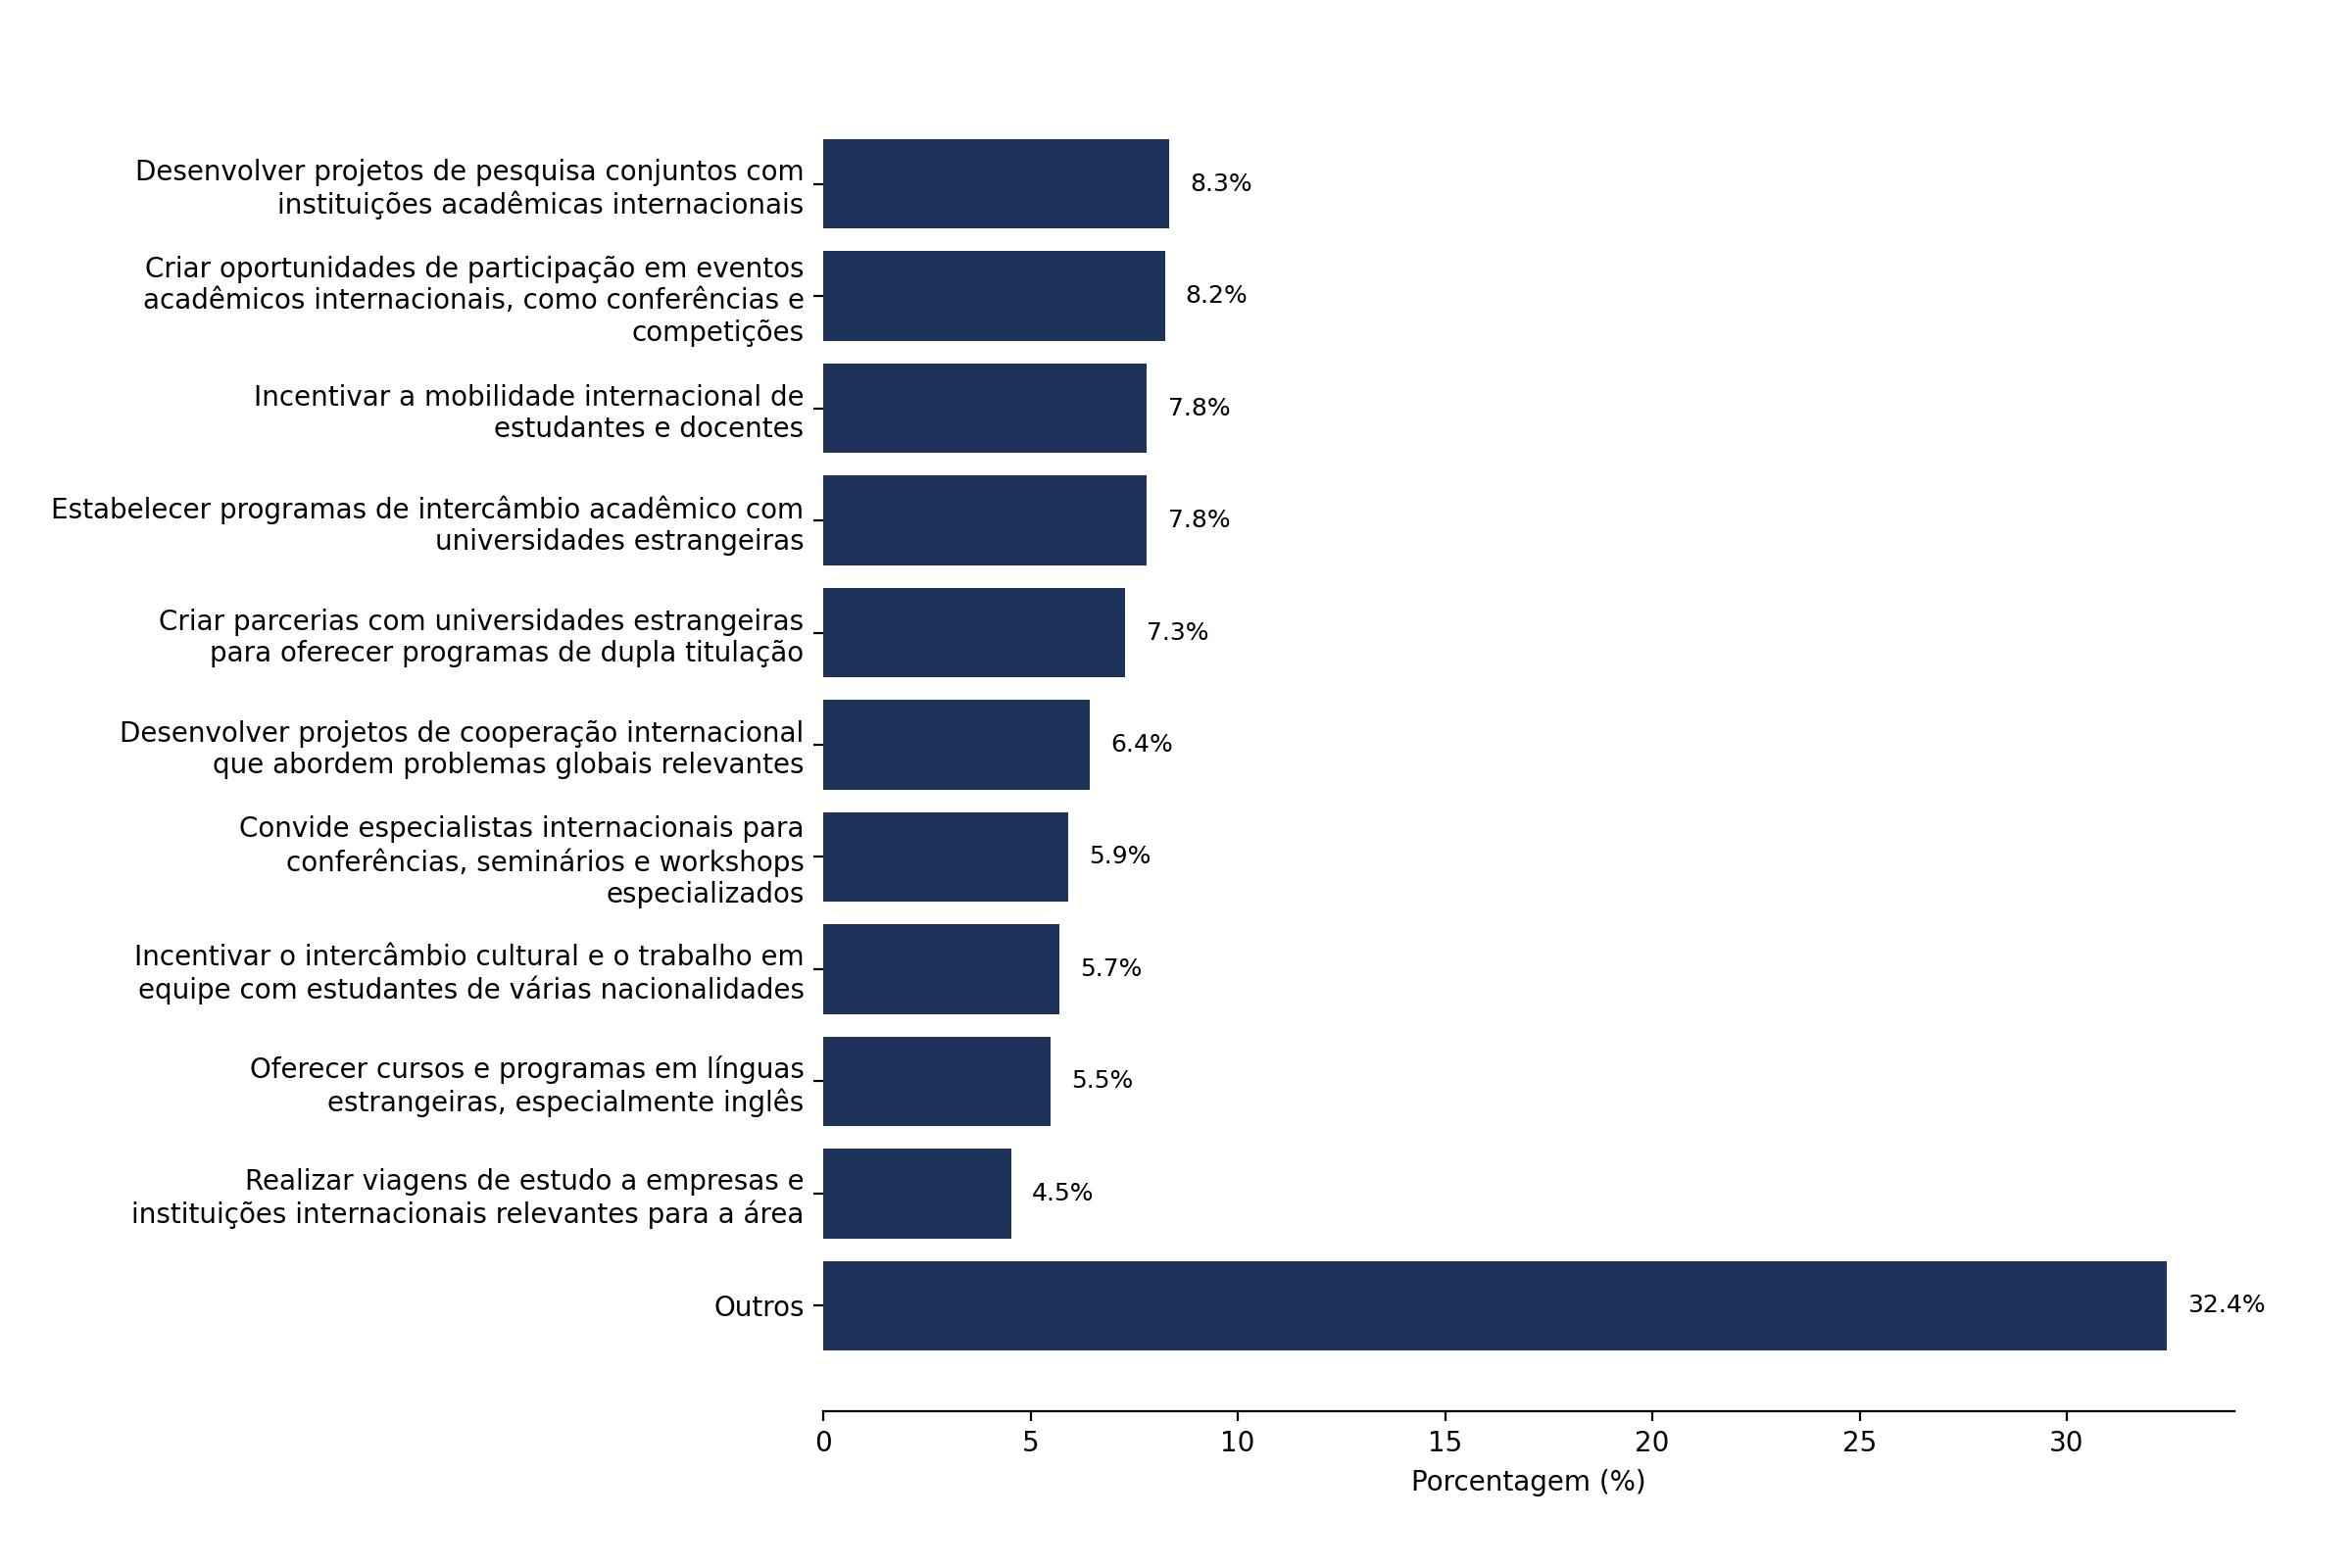 Desenvolver projetos de pesquisa conjuntos com
instituições acadêmicas internacionais
8.3%
Criar oportunidades de participação em eventos
acadêmicos internacionais, como conferências e
competições
8.2%
Incentivar a mobilidade internacional de
estudantes e docentes
7.8%
Estabelecer programas de intercâmbio acadêmico com
universidades estrangeiras
7.8%
Criar parcerias com universidades estrangeiras
para oferecer programas de dupla titulação
7.3%
Desenvolver projetos de cooperação internacional
que abordem problemas globais relevantes
6.4%
Convide especialistas internacionais para
conferências, seminários e workshops
especializados
5.9%
Incentivar o intercâmbio cultural e o trabalho em
equipe com estudantes de várias nacionalidades
5.7%
Oferecer cursos e programas em línguas
estrangeiras, especialmente inglês
5.5%
Realizar viagens de estudo a empresas e
instituições internacionais relevantes para a área
4.5%
Outros
32.4%
0 5 10 15 20 25 30
Porcentagem (%)